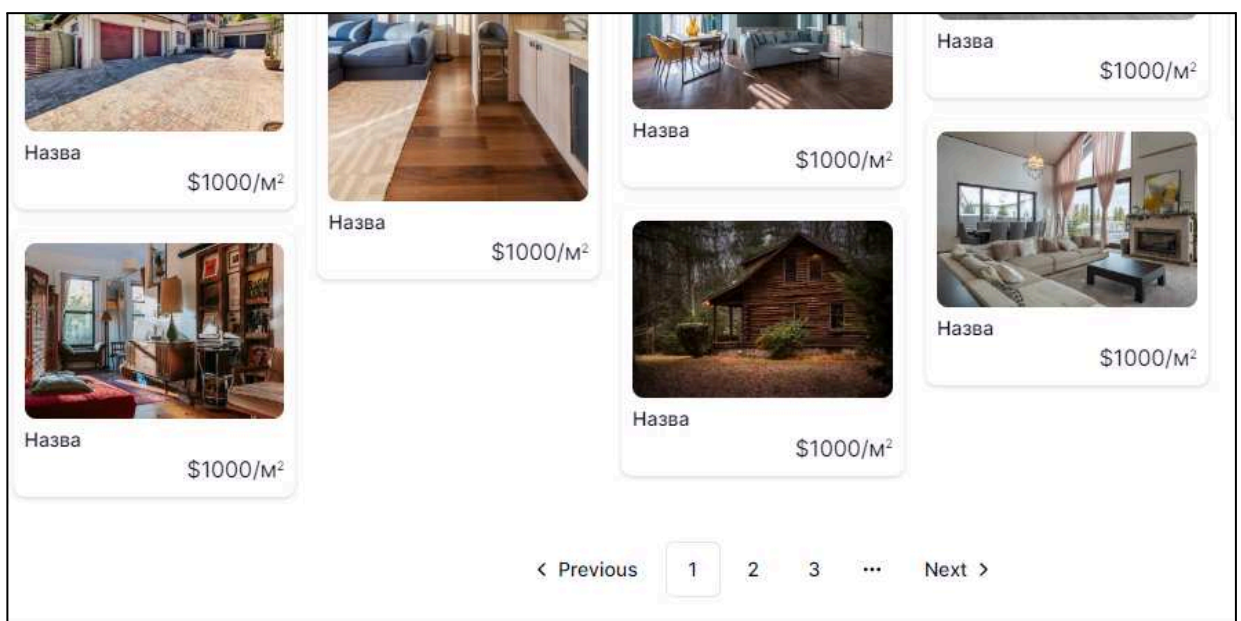 Назва
$1000/м²
Назва
$1000/м²
Назва
$1000/м²
Назва
$1000/м²
Назва
$1000/м²
Назва
$1000/м²
Назва
$1000/м²
< Previous 1 2 3 ••• Next >